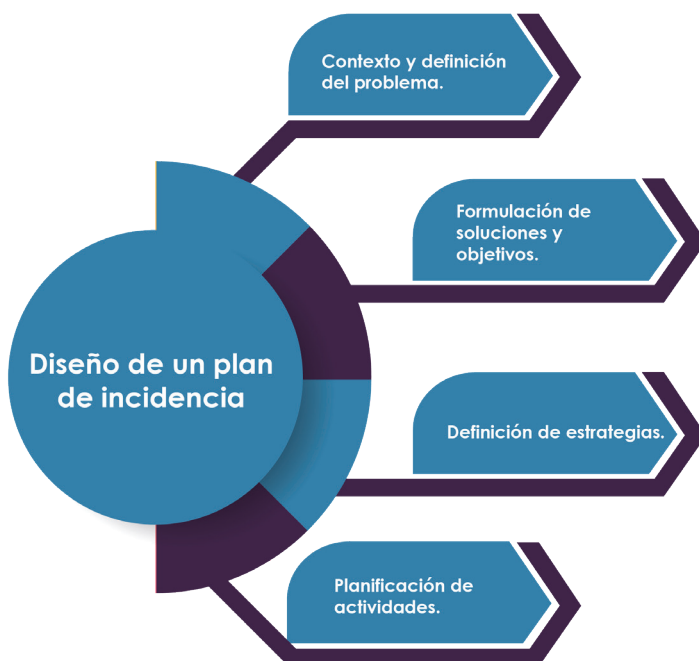 Contexto y definición
del problema.
Formulación de
soluciones y
objetivos.
Diseño de un plan
de incidencia
Definición de estrategias.
Planificación de
actividades.